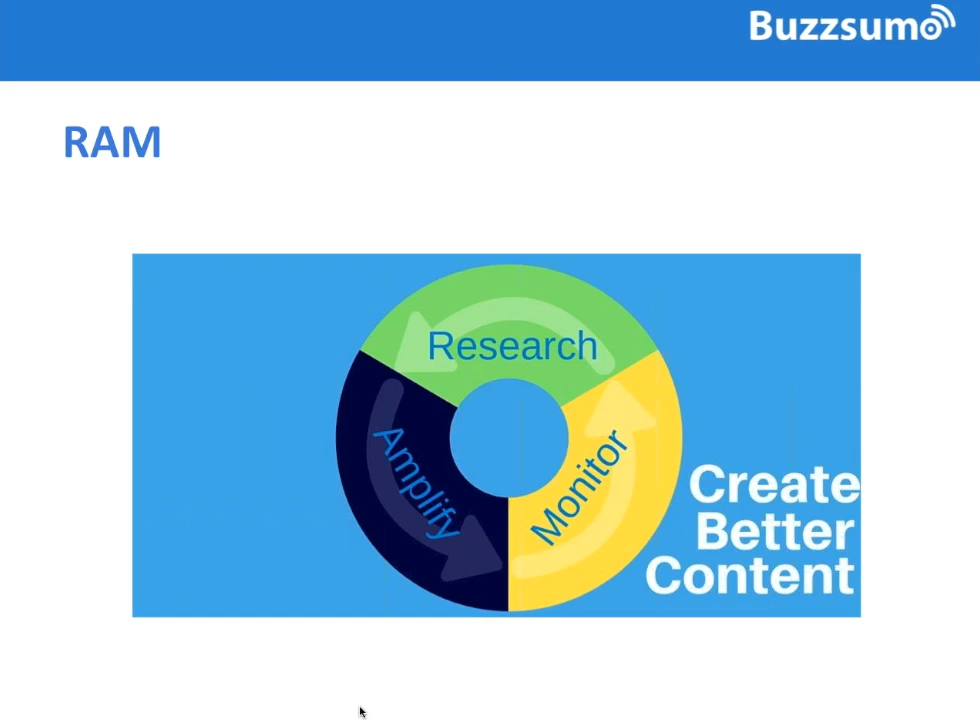 Buzzsumo
RAM
Research
Amplify
Monitor
Create
Better
Content